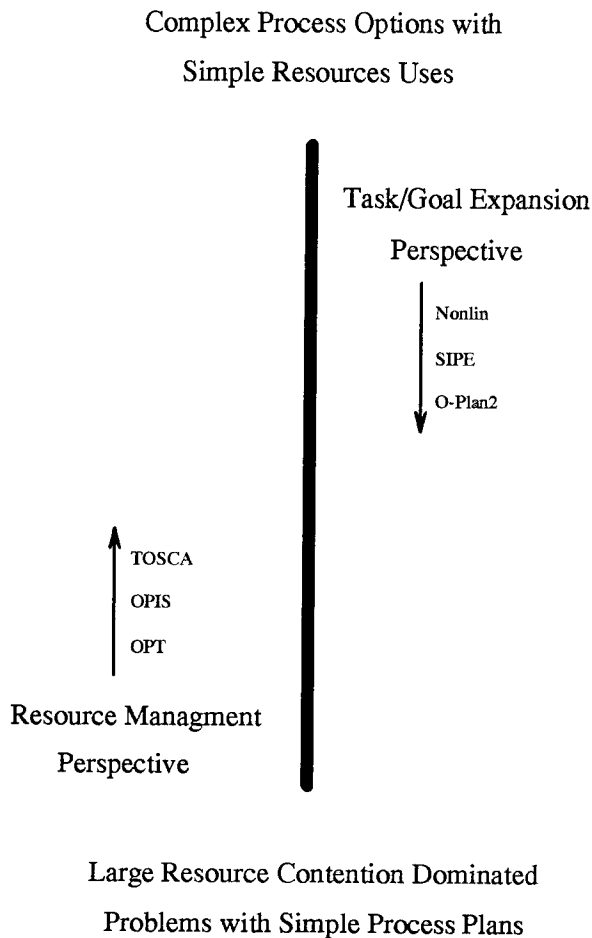 Complex Process Options with
Simple Resources Uses
Task/Goal Expansion
Perspective
Nonlin
SIPE
O-Plan2
TOSCA
OPIS
OPT
Resource Managment
Perspective
Large Resource Contention Dominated
Problems with Simple Process Plans